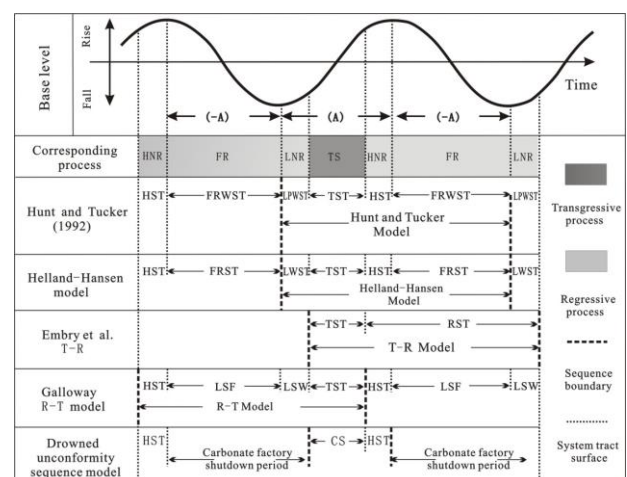 Rise
Fall
Base level
Time
(-A) (A) (-A)
Corresponding process
HNR FR LNR TS HNR FR LNR
Hunt and Tucker (1992)
HST FRWST LPWST TST HST FRWST LPWST
Hunt and Tucker Model
Helland-Hansen model
HST FRST LWST TST HST FRST LWST
Helland-Hansen Model
Embry et al. T-R
TST RST
T-R Model
Galloway R-T model
HST LSF LSW TST HST LSF LSW
R-T Model
Drowned unconformity sequence model
HST Carbonate factory shutdown period CS HST Carbonate factory shutdown period
Transgressive process
Regressive process
Sequence boundary
System tract surface